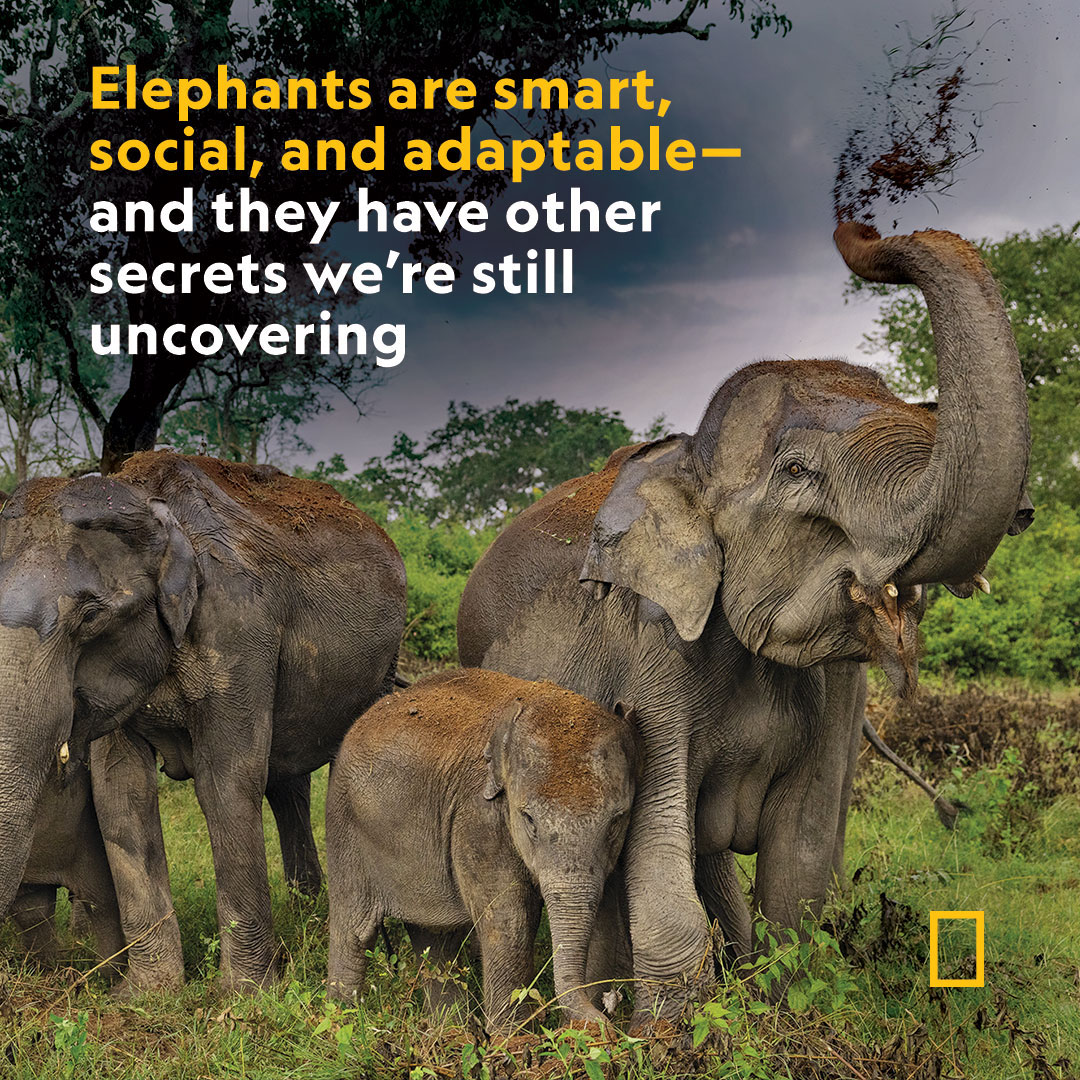 Elephants are smart,
social, and adaptable—
and they have other
secrets we’re still
uncovering